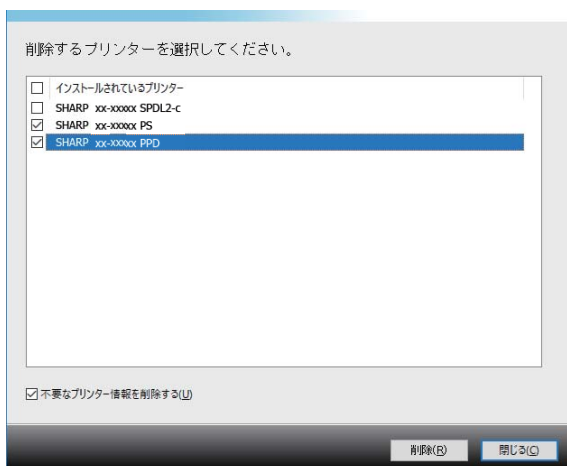 削除するプリンターを選択してください。
インストールされているプリンター
SHARP xx-xxxxx SPDL2-c
SHARP xx-xxxxx PS
SHARP xx-xxxxx PPD
不要なプリンター情報を削除する(U)
削除(R) 閉じる(C)